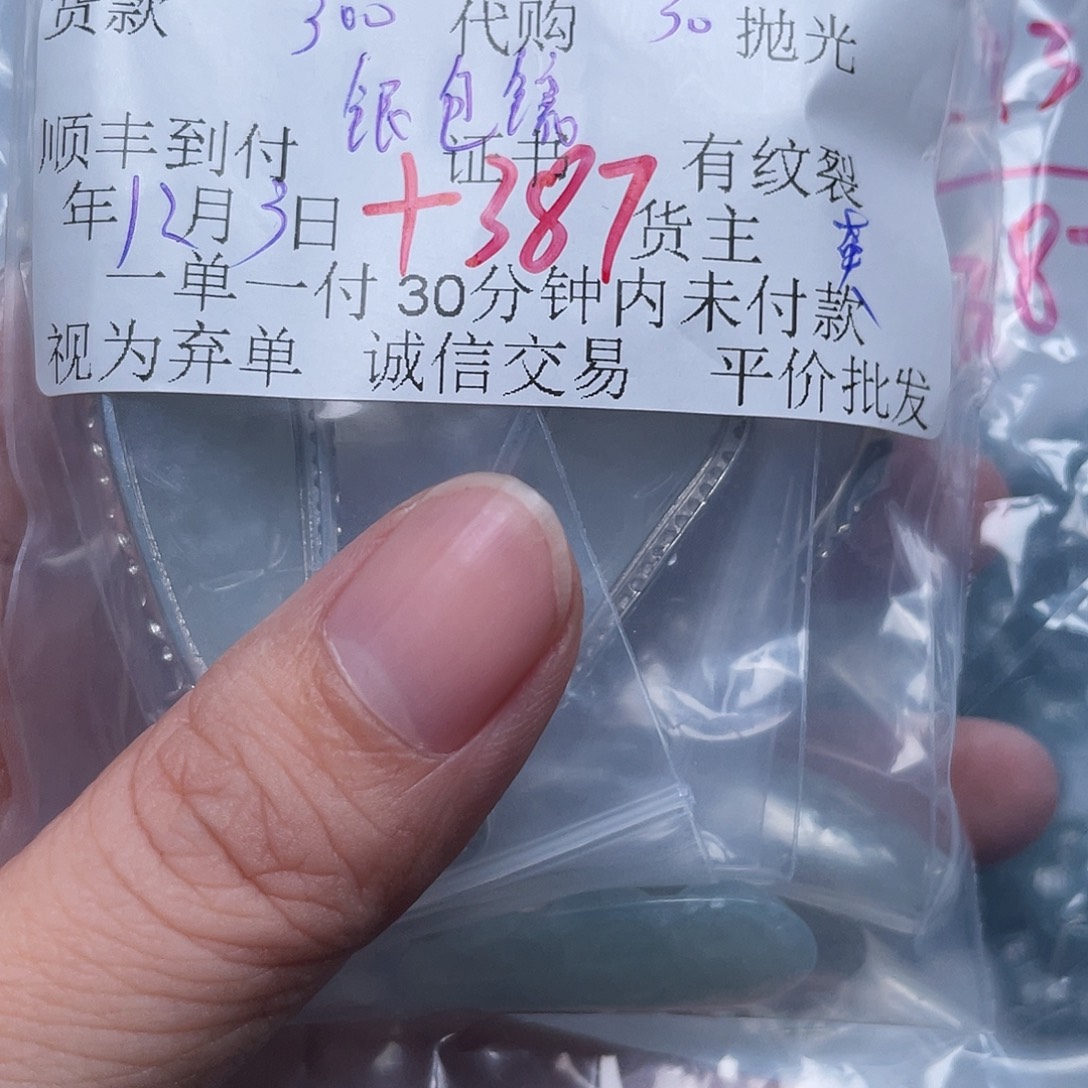 货款 300 代购 50 抛光
银包镶
顺丰到付 证书 有纹裂
年12月3日 +387 货主
一单一付 30分钟内 未付款
视为弃单 诚信交易 平价批发